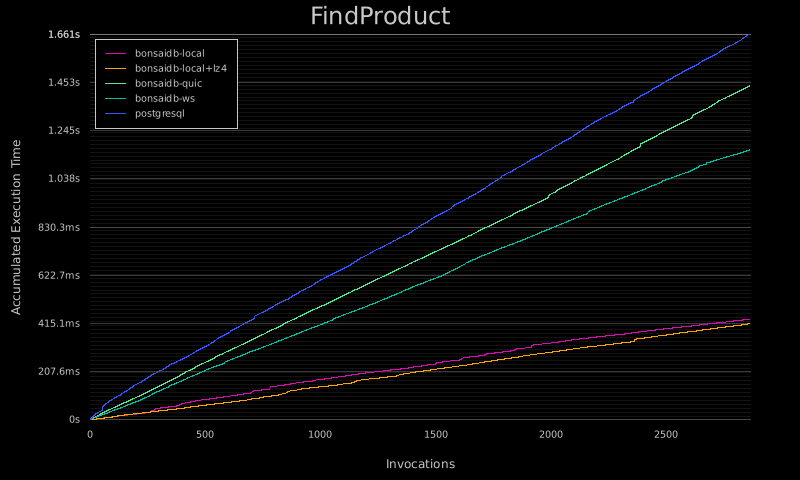 FindProduct
1.661s
1.453s
1.245s
1.038s
830.3ms
622.7ms
415.1ms
207.6ms
0s
Accumulated Execution Time
bonsaidb-local
bonsaidb-local+lz4
bonsaidb-quic
bonsaidb-ws
postgresql
0 500 1000 1500 2000 2500
Invocations